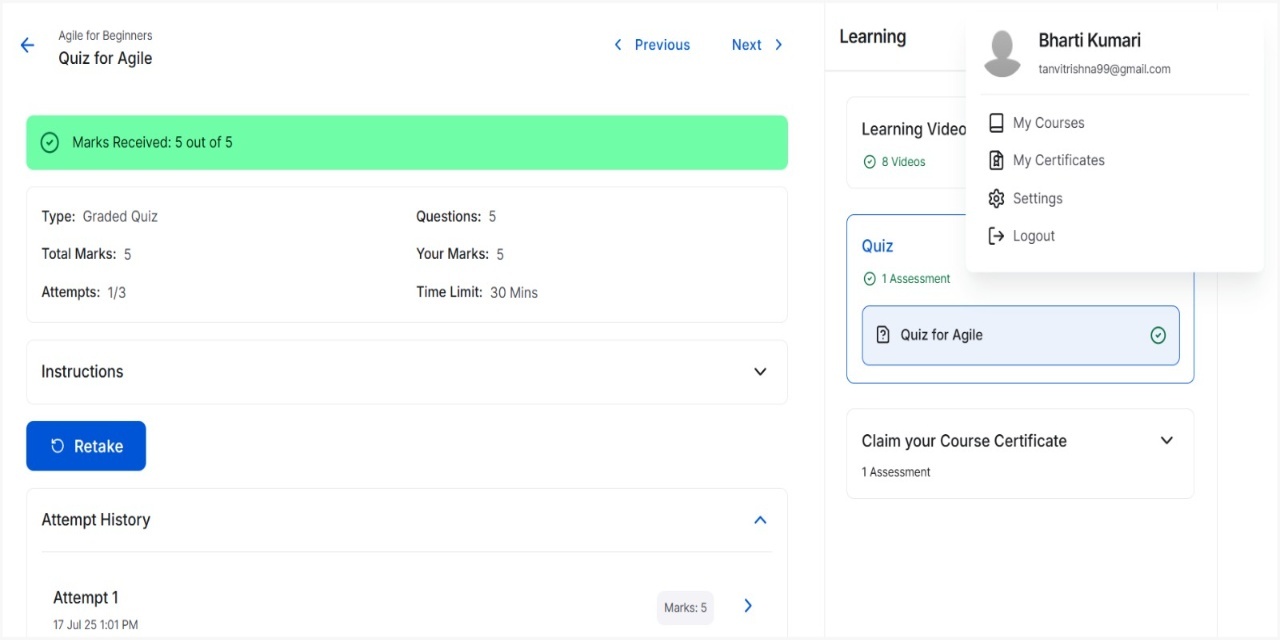 Agile for Beginners
Quiz for Agile
Previous
Next
Marks Received: 5 out of 5
Type: Graded Quiz
Questions: 5
Total Marks: 5
Your Marks: 5
Attempts: 1/3
Time Limit: 30 Mins
Instructions
Retake
Attempt History
Attempt 1
17 Jul 25 1:01 PM
Marks: 5
Learning
Learning Video
8 Videos
Quiz
1 Assessment
Quiz for Agile
Claim your Course Certificate
1 Assessment
Bharti Kumari
tanvitrishna99@gmail.com
My Courses
My Certificates
Settings
Logout